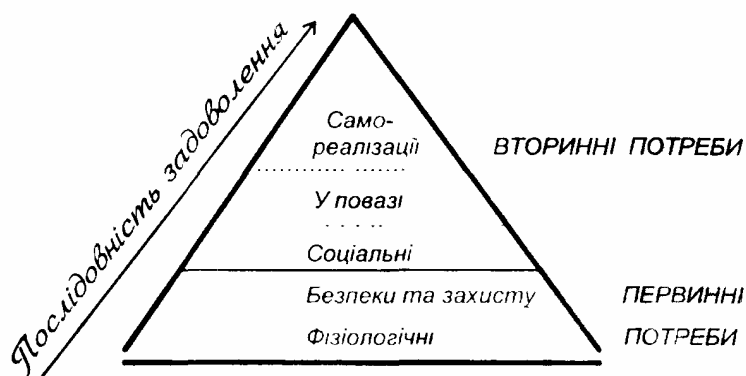 Послідовність задоволення
Само-
реалізації
ВТОРИННІ ПОТРЕБИ
У повазі
Соціальні
Безпеки та захисту
ПЕРВИННІ
Фізіологічні
ПОТРЕБИ